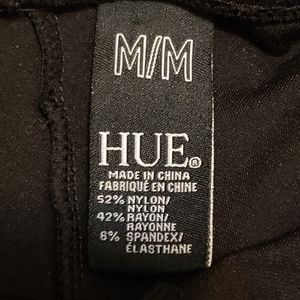 M/M
HUE®
MADE IN CHINA
FABRIQUÉ EN CHINE
52% NYLON/
NYLON
42% RAYON/
RAYONNE
6% SPANDEX/
ÉLASTHANE